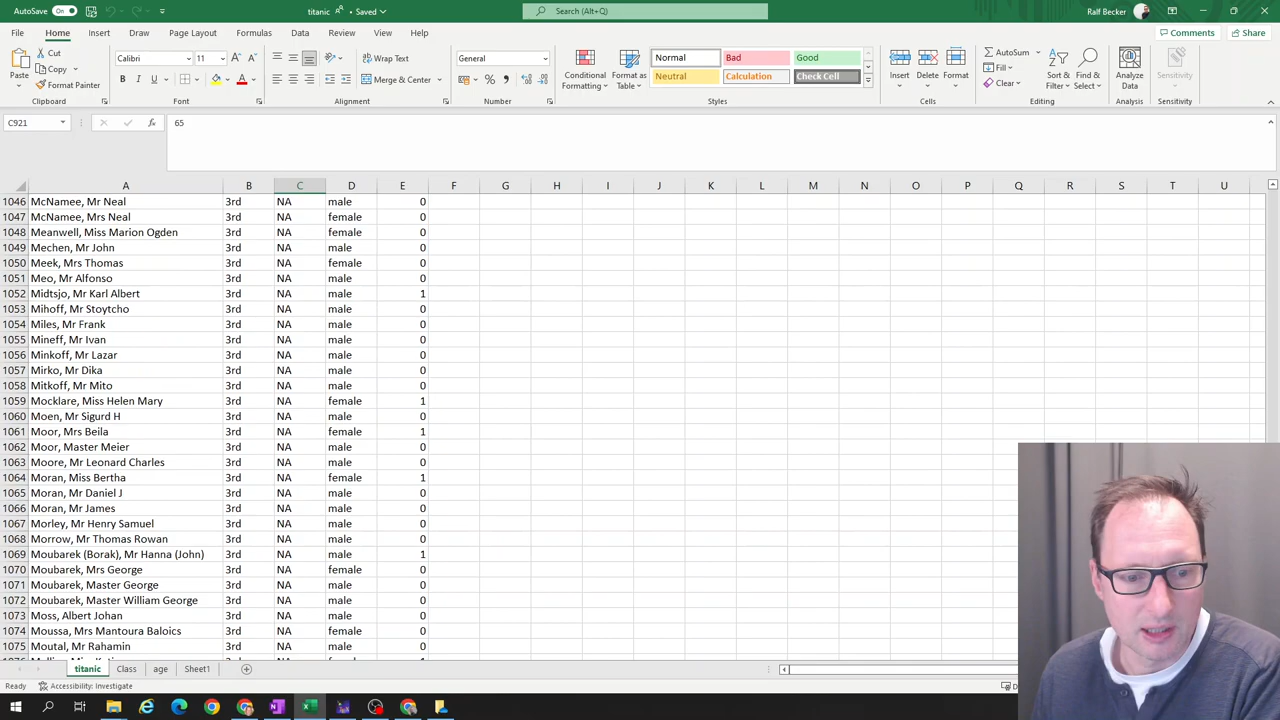 AutoSave On titanic • Saved Search (Alt+Q) Ralf Becker
File Home Insert Draw Page Layout Formulas Data Review View Help Comments Share
Paste Cut Copy Format Painter Calibri 11 B I U A Wrap Text Merge & Center General % Conditional Formatting Format as Table Normal Bad Good Neutral Calculation Check Cell Insert Delete Format AutoSum Fill Clear Sort & Filter Find & Select Analyze Data Sensitivity
Clipboard Font Alignment Number Styles Cells Editing Analysis Sensitivity
C921 fx 65
A B C D E F G H I J K L M N O P Q R S T U
1046 McNamee, Mr Neal 3rd NA male 0
1047 McNamee, Mrs Neal 3rd NA female 0
1048 Meanwell, Miss Marion Ogden 3rd NA female 0
1049 Mechen, Mr John 3rd NA male 0
1050 Meek, Mrs Thomas 3rd NA female 0
1051 Meo, Mr Alfonso 3rd NA male 0
1052 Midtsjo, Mr Karl Albert 3rd NA male 1
1053 Mihoff, Mr Stoytcho 3rd NA male 0
1054 Miles, Mr Frank 3rd NA male 0
1055 Mineff, Mr Ivan 3rd NA male 0
1056 Minkoff, Mr Lazar 3rd NA male 0
1057 Mirko, Mr Dika 3rd NA male 0
1058 Mitkoff, Mr Mito 3rd NA male 0
1059 Mocklare, Miss Helen Mary 3rd NA female 1
1060 Moen, Mr Sigurd H 3rd NA male 0
1061 Moor, Mrs Beila 3rd NA female 1
1062 Moor, Master Meier 3rd NA male 0
1063 Moore, Mr Leonard Charles 3rd NA male 0
1064 Moran, Miss Bertha 3rd NA female 1
1065 Moran, Mr Daniel J 3rd NA male 0
1066 Moran, Mr James 3rd NA male 0
1067 Morley, Mr Henry Samuel 3rd NA male 0
1068 Morrow, Mr Thomas Rowan 3rd NA male 0
1069 Moubarek (Borak), Mr Hanna (John) 3rd NA male 1
1070 Moubarek, Mrs George 3rd NA female 0
1071 Moubarek, Master George 3rd NA male 0
1072 Moubarek, Master William George 3rd NA male 0
1073 Moss, Albert Johan 3rd NA male 0
1074 Moussa, Mrs Mantoura Baloics 3rd NA female 0
1075 Moutal, Mr Rahamin 3rd NA male 0
titanic Class age Sheet1
Ready Accessibility: Investigate